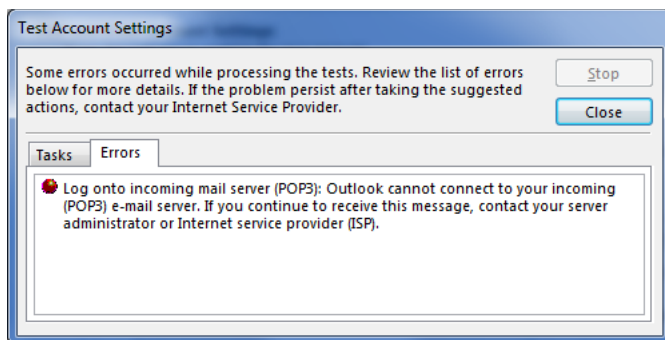 Test Account Settings
Some errors occurred while processing the tests. Review the list of errors
below for more details. If the problem persist after taking the suggested
actions, contact your Internet Service Provider.
Stop
Close
Tasks
Errors
Log onto incoming mail server (POP3): Outlook cannot connect to your incoming
(POP3) e-mail server. If you continue to receive this message, contact your server
administrator or Internet service provider (ISP).